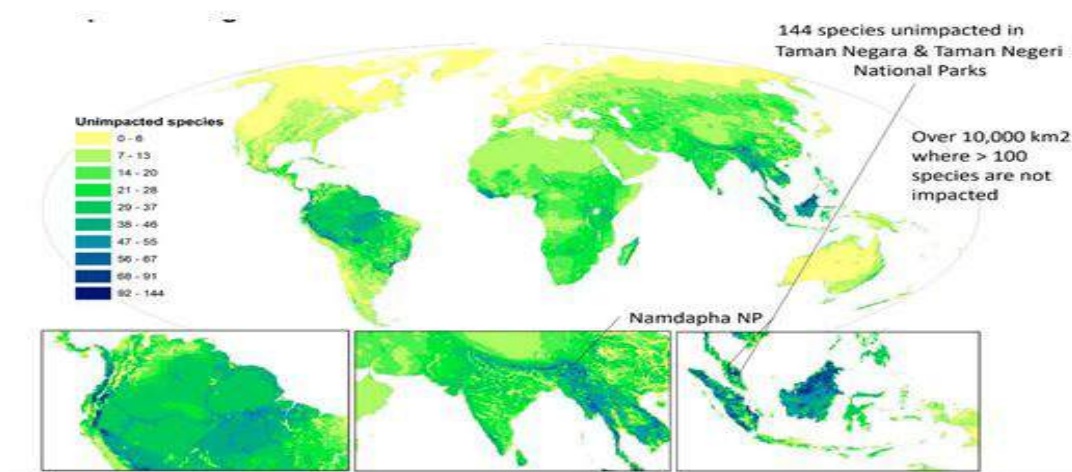 144 species unimpacted in
Taman Negara & Taman Negeri
National Parks
Unimpacted species
0 - 6
7 - 13
14 - 20
21 - 28
29 - 37
38 - 46
47 - 55
56 - 67
68 - 91
92 - 144
Over 10,000 km2
where > 100
species are not
impacted
Namdapha NP